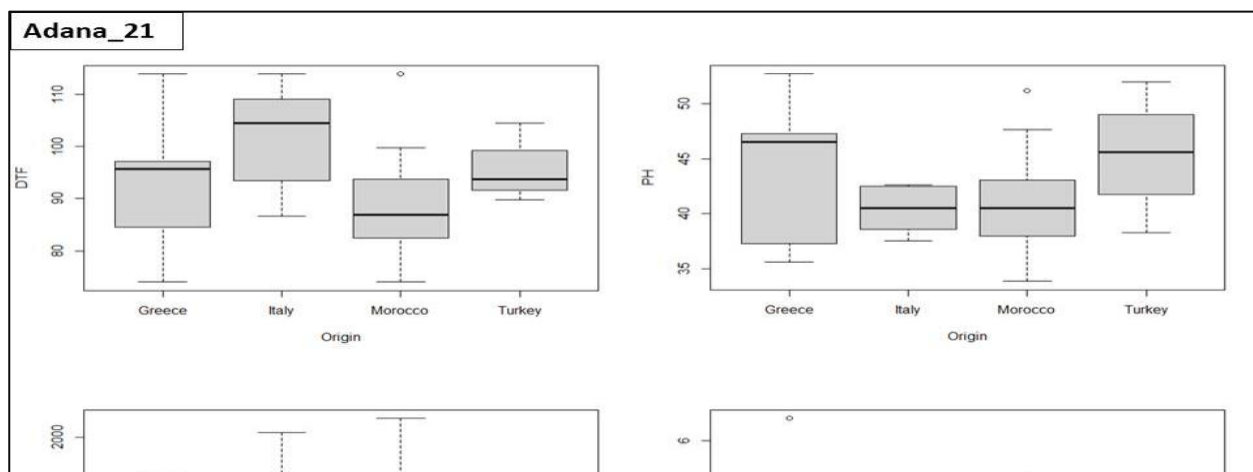 Adana_21
DTF
110
100
90
80
Greece Italy Morocco Turkey
Origin
PH
50
45
40
35
Greece Italy Morocco Turkey
Origin
2000
6